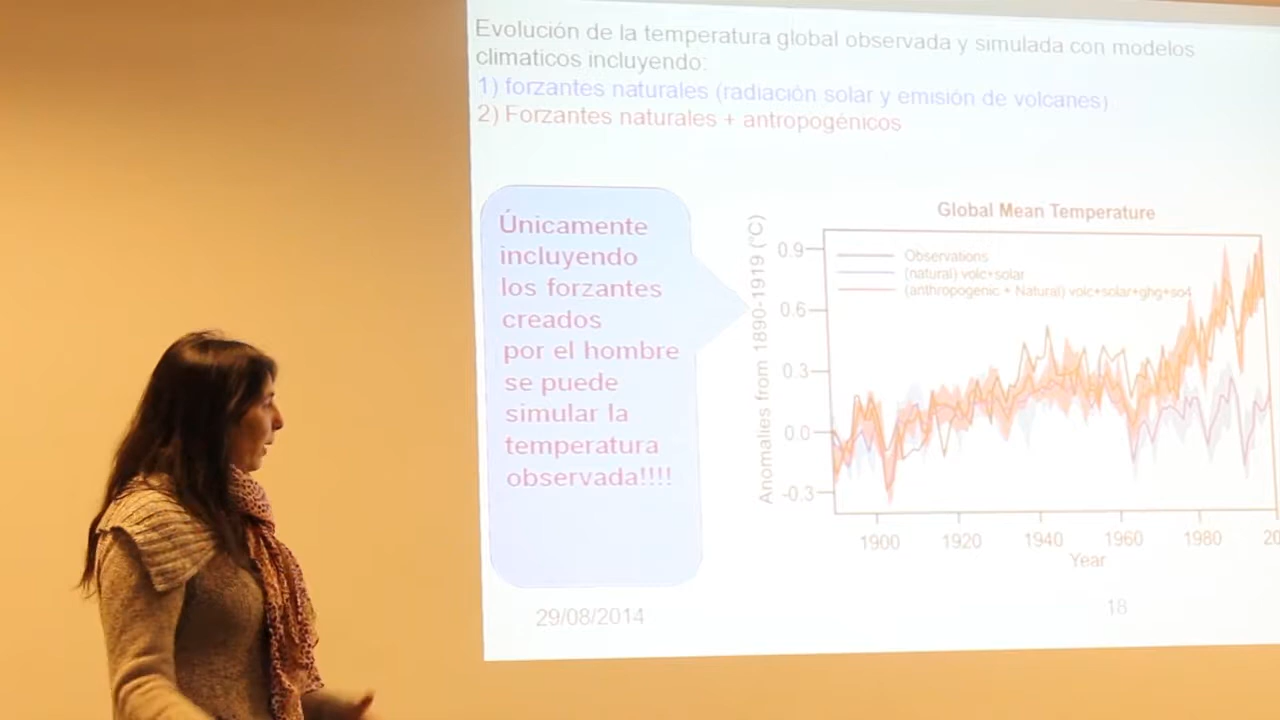 Evolución de la temperatura global observada y simulada con modelos
climaticos incluyendo:
1) forzantes naturales (radiación solar y emisión de volcanes)
2) Forzantes naturales + antropogénicos
Únicamente
incluyendo
los forzantes
creados
por el hombre
se puede
simular la
temperatura
observada!!!!
Global Mean Temperature
Anomalies from 1890-1919 (°C)
0.9
0.6
0.3
0.0
-0.3
Observations
(natural) volc+solar
(anthropogenic + Natural) volc+solar+ghg+so4
1900 1920 1940 1960 1980 20
Year
29/08/2014
18